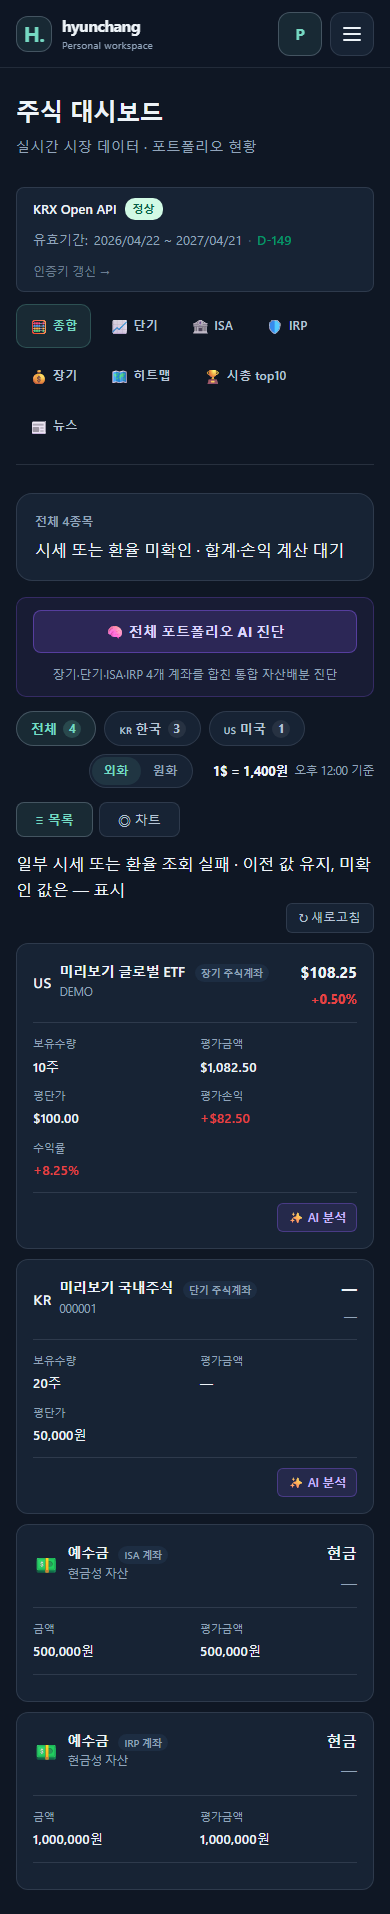 H. hyunchang
Personal workspace
P
주식 대시보드
실시간 시장 데이터 · 포트폴리오 현황
KRX Open API 정상
유효기간: 2026/04/22 ~ 2027/04/21 · D-149
인증키 갱신 →
종합 단기 ISA IRP
장기 히트맵 시총 top10
뉴스
전체 4종목
시세 또는 환율 미확인 · 합계·손익 계산 대기
전체 포트폴리오 AI 진단
장기·단기·ISA·IRP 4개 계좌를 합친 통합 자산배분 진단
전체 4 KR 한국 3 US 미국 1
외화 원화 1$ = 1,400원 오후 12:00 기준
≡ 목록 ◎ 차트
일부 시세 또는 환율 조회 실패 · 이전 값 유지, 미확
인 값은 — 표시
↻ 새로고침
US 미리보기 글로벌 ETF 장기 주식계좌 $108.25
DEMO +0.50%
보유수량 평가금액
10주 $1,082.50
평단가 평가손익
$100.00 +$82.50
수익률
+8.25%
✨ AI 분석
KR 미리보기 국내주식 단기 주식계좌 —
000001 —
보유수량 평가금액
20주 —
평단가
50,000원
✨ AI 분석
예수금 ISA 계좌 현금
현금성 자산 —
금액 평가금액
500,000원 500,000원
예수금 IRP 계좌 현금
현금성 자산 —
금액 평가금액
1,000,000원 1,000,000원